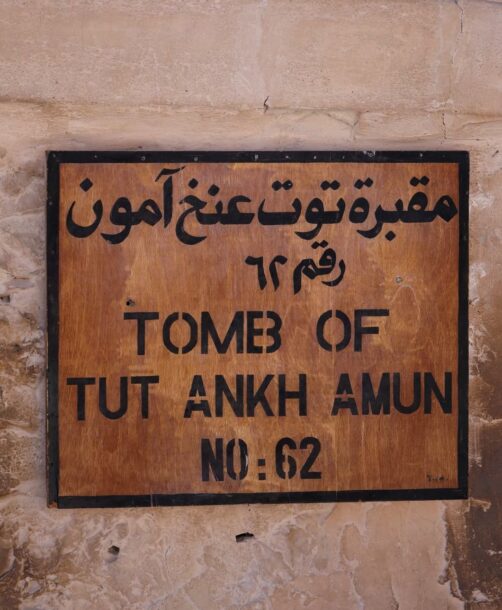 مقبرة توت عنخ آمون
رقم ٦٢
TOMB OF
TUT ANKH AMUN
NO: 62